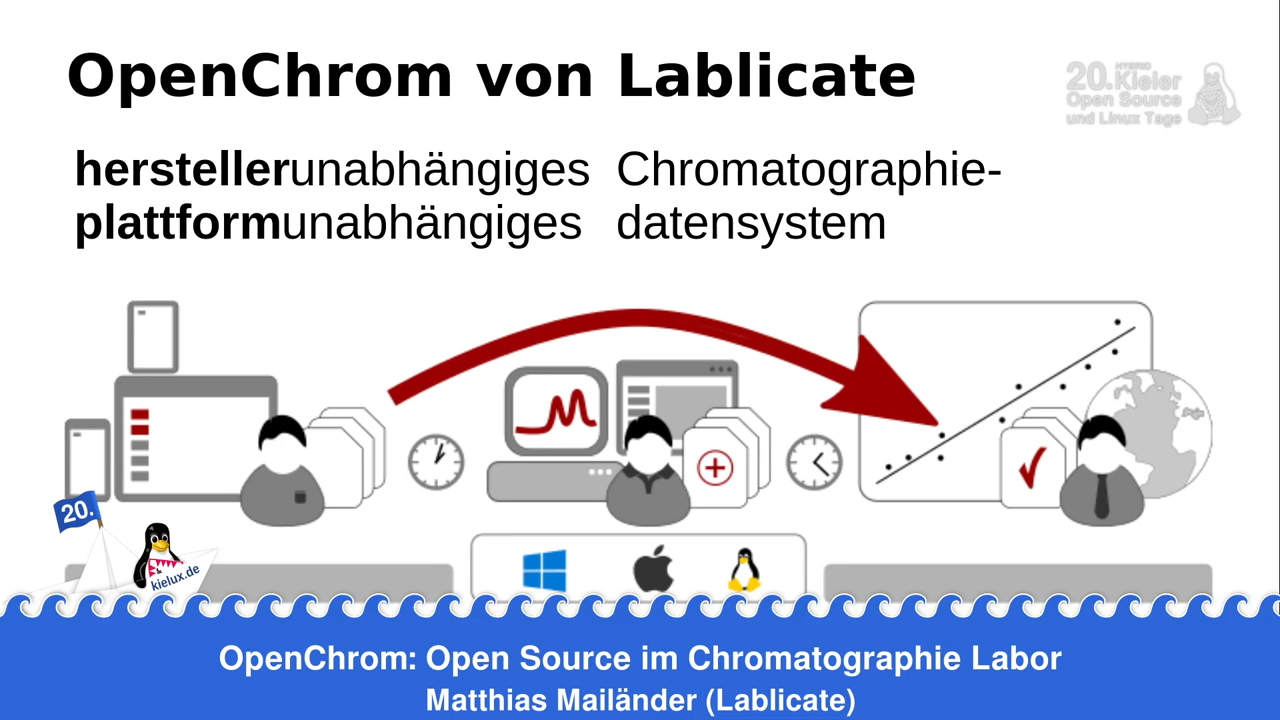 OpenChrom von Lablicate
HYBRID
20. Kieler
Open Source
und Linux Tage
herstellerunabhängiges Chromatographie-
plattformunabhängiges datensystem
20.
kielux.de
OpenChrom: Open Source im Chromatographie Labor
Matthias Mailänder (Lablicate)